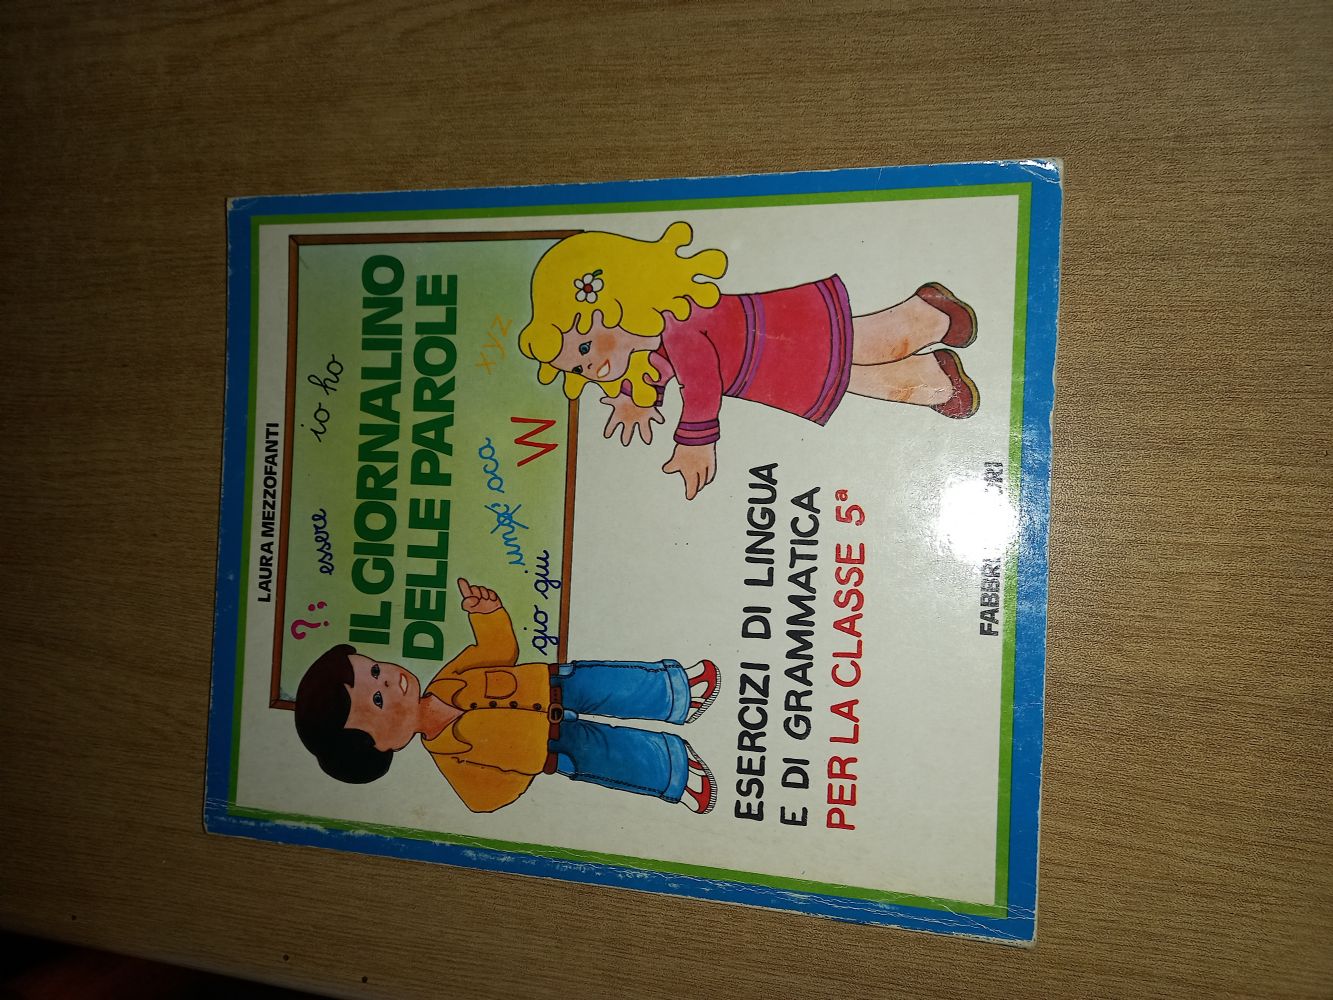 LAURA MEZZOFANTI
?; essere io ho
IL GIORNALINO
DELLE PAROLE
xyz
un' oca
W
gio giu
ESERCIZI DI LINGUA
E DI GRAMMATICA
PER LA CLASSE 5ª
FABBRI